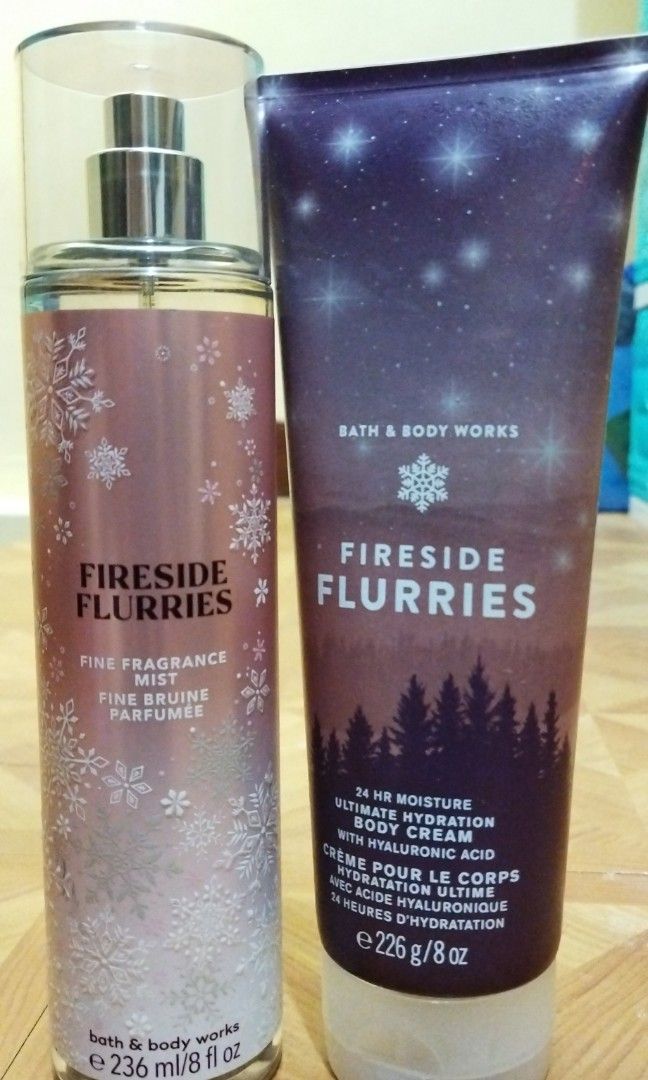 FIRESIDE
FLURRIES
FINE FRAGRANCE
MIST
FINE BRUINE
PARFUMÉE
bath & body works
e 236 ml/8 fl oz
BATH & BODY WORKS
FIRESIDE
FLURRIES
24 HR MOISTURE
ULTIMATE HYDRATION
BODY CREAM
WITH HYALURONIC ACID
CRÈME POUR LE CORPS
HYDRATATION ULTIME
AVEC ACIDE HYALURONIQUE
24 HEURES D'HYDRATATION
e 226 g/8 oz